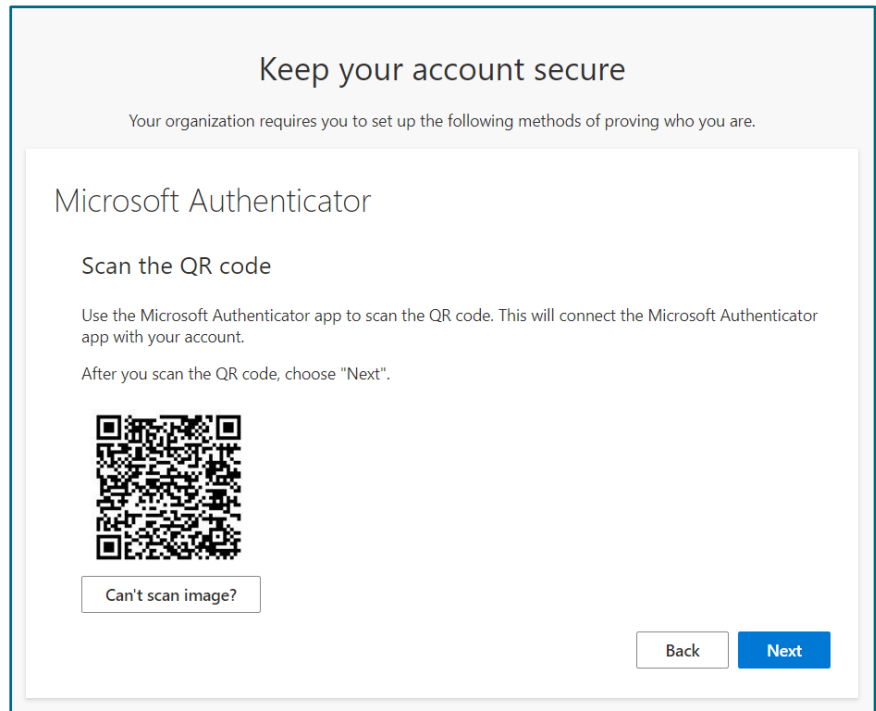 Keep your account secure
Your organization requires you to set up the following methods of proving who you are.
Microsoft Authenticator
Scan the QR code
Use the Microsoft Authenticator app to scan the QR code. This will connect the Microsoft Authenticator
app with your account.
After you scan the QR code, choose "Next".
Can't scan image?
Back
Next